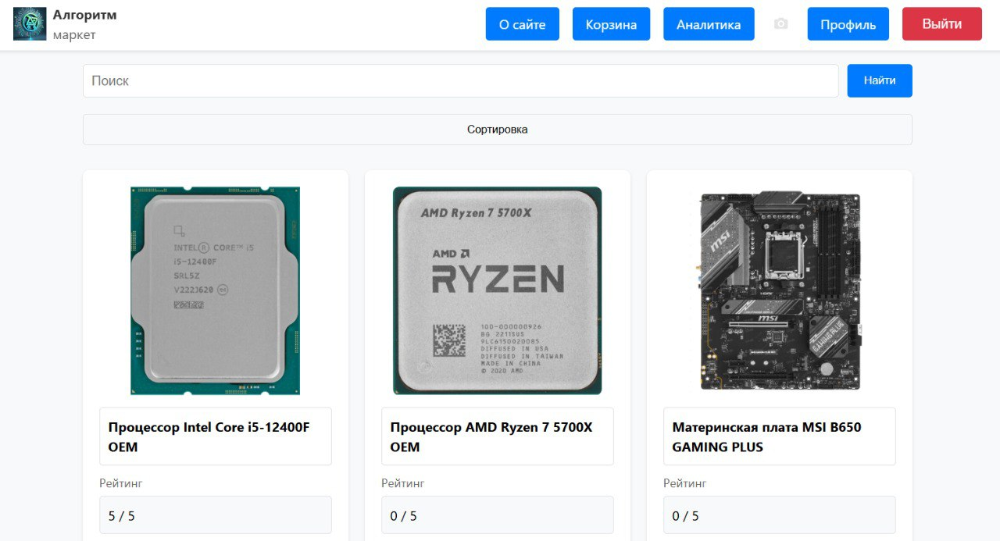 Алгоритм
маркет
О сайте
Корзина
Аналитика
Профиль
Выйти
Поиск
Найти
Сортировка
INTEL® CORE™ i5
i5-12400F
SRL5Z
V222J620
AMD Ryzen 7 5700X
AMD
RYZEN
100-000000926
BG 2211SUS
9LC6150020085
DIFFUSED IN USA
DIFFUSED IN TAIWAN
MADE IN CHINA
© 2020 AMD
msi
msi
GAMING PLUS
Процессор Intel Core i5-12400F
OEM
Процессор AMD Ryzen 7 5700X
OEM
Материнская плата MSI B650
GAMING PLUS
Рейтинг
Рейтинг
Рейтинг
5 / 5
0 / 5
0 / 5